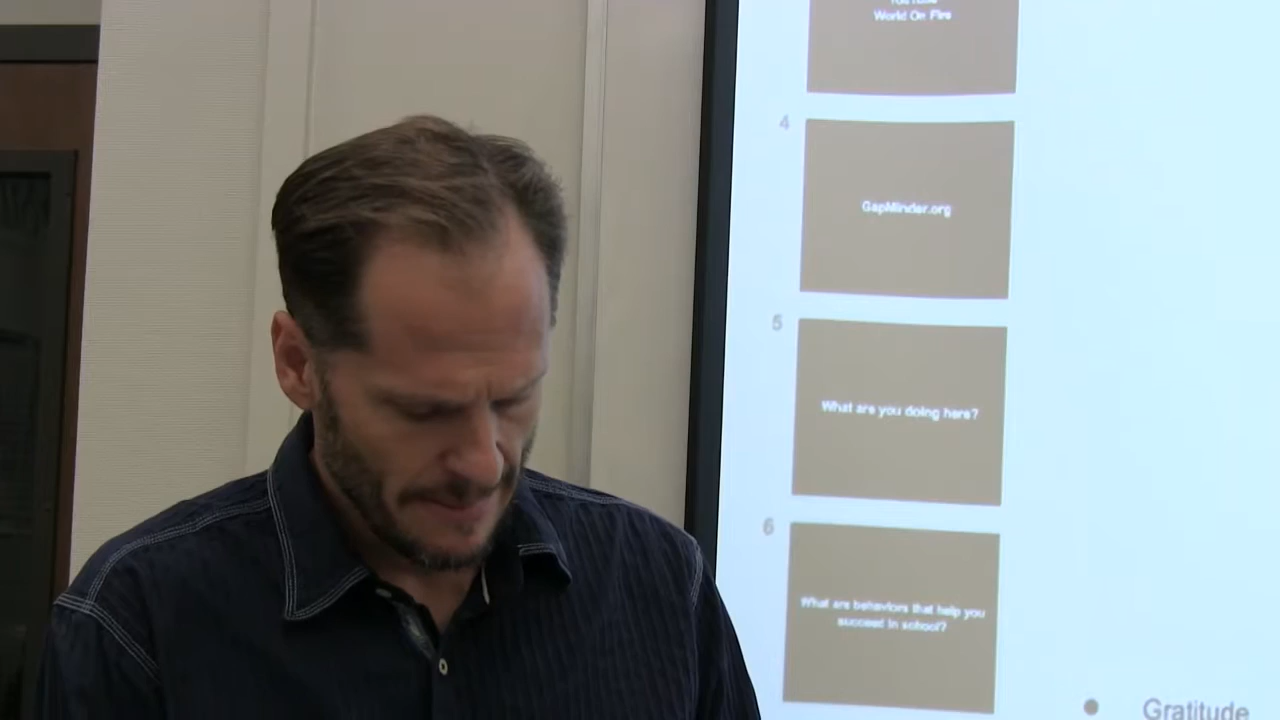 World On Fire
4
GapMinder.org
5
What are you doing here?
6
What are behaviors that help you
succeed in school?
Gratitude